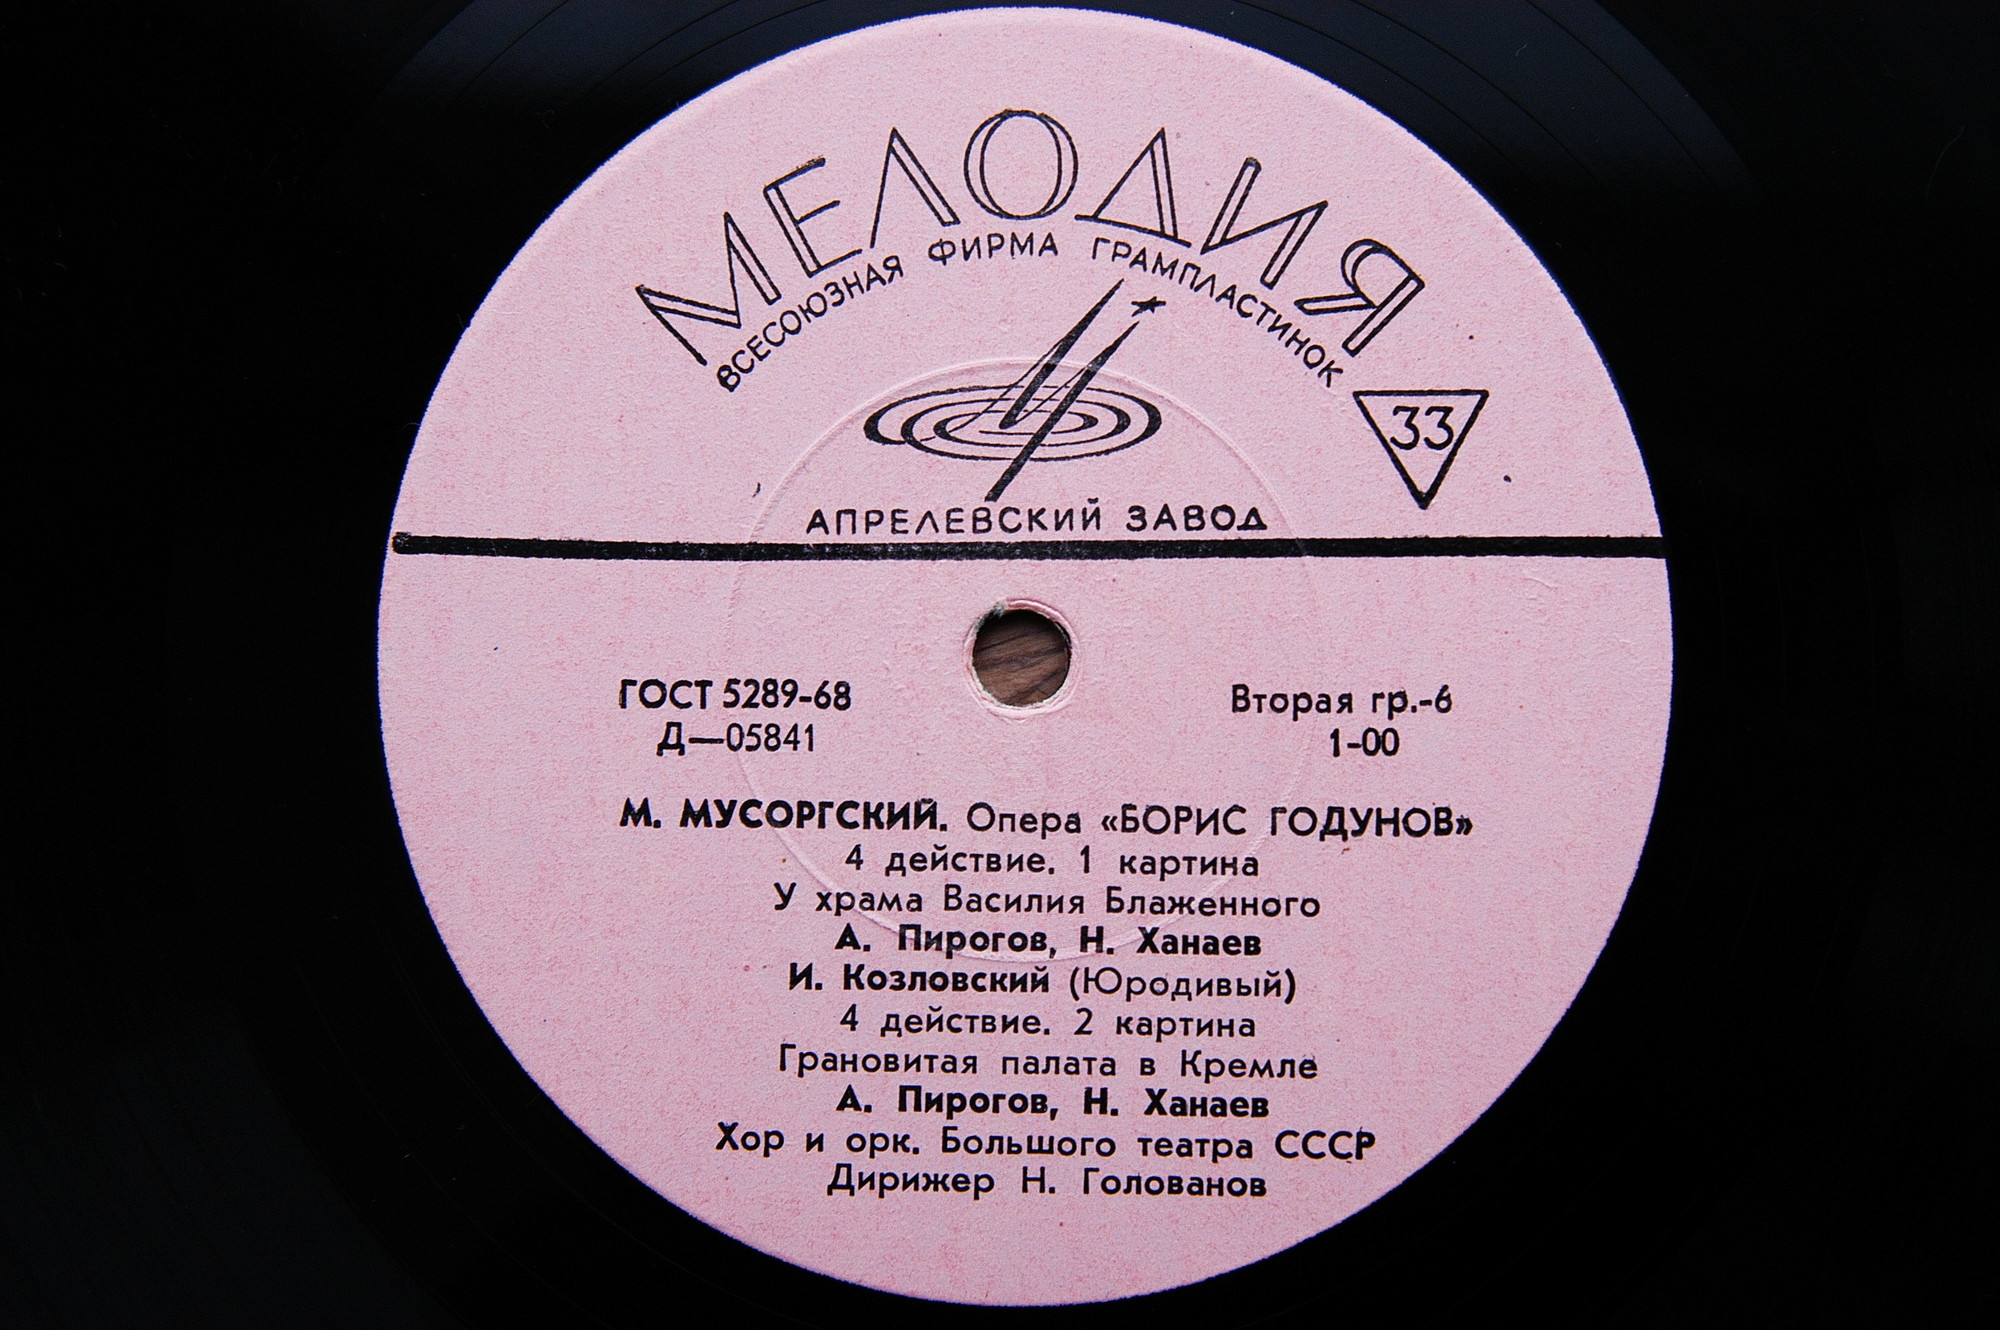 МЕЛОДИЯ
ВСЕСОЮЗНАЯ ФИРМА ГРАМПЛАСТИНОК
33
АПРЕЛЕВСКИЙ ЗАВОД
ГОСТ 5289-68
Д—05841
Вторая гр.-6
1-00
М. МУСОРГСКИЙ. Опера «БОРИС ГОДУНОВ»
4 действие. 1 картина
У храма Василия Блаженного
А. Пирогов, Н. Ханаев
И. Козловский (Юродивый)
4 действие. 2 картина
Грановитая палата в Кремле
А. Пирогов, Н. Ханаев
Хор и орк. Большого театра СССР
Дирижер Н. Голованов